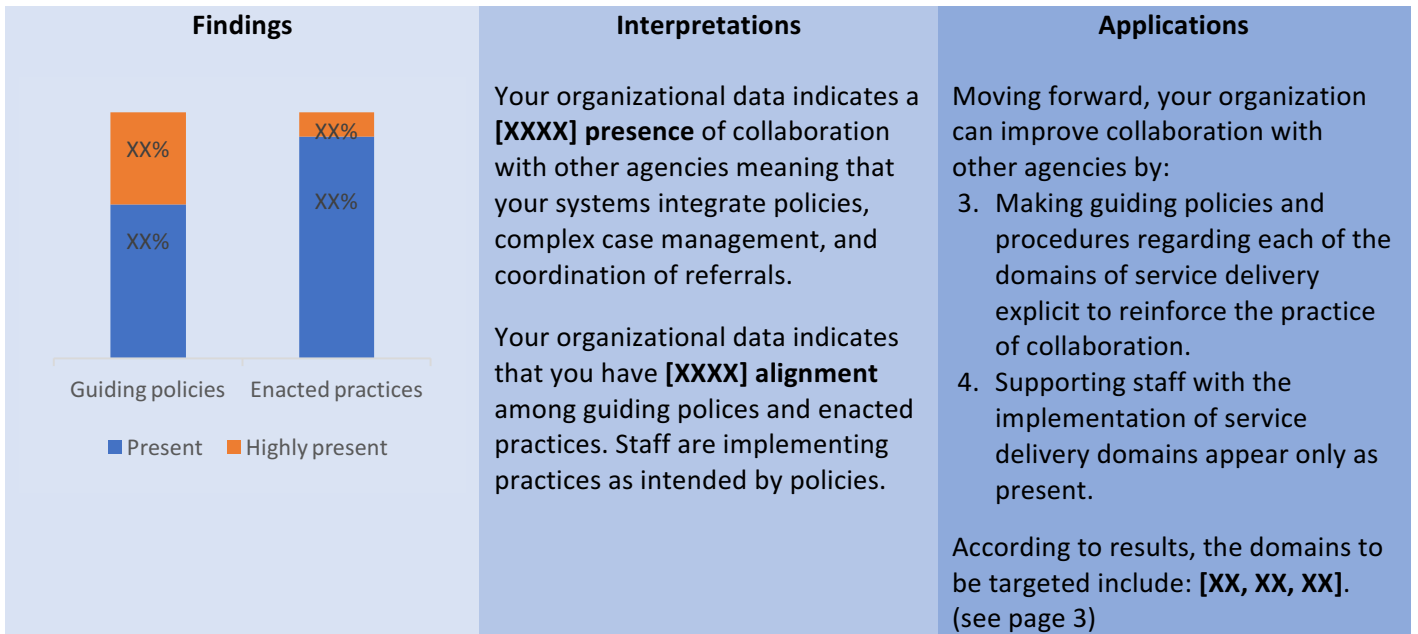 Findings
XX%
XX%
XX%
XX%
Guiding policies Enacted practices
Present Highly present
Interpretations
Your organizational data indicates a
[XXXX] presence of collaboration
with other agencies meaning that
your systems integrate policies,
complex case management, and
coordination of referrals.
Your organizational data indicates
that you have [XXXX] alignment
among guiding polices and enacted
practices. Staff are implementing
practices as intended by policies.
Applications
Moving forward, your organization
can improve collaboration with
other agencies by:
3. Making guiding policies and
procedures regarding each of the
domains of service delivery
explicit to reinforce the practice
of collaboration.
4. Supporting staff with the
implementation of service
delivery domains appear only as
present.
According to results, the domains to
be targeted include: [XX, XX, XX].
(see page 3)